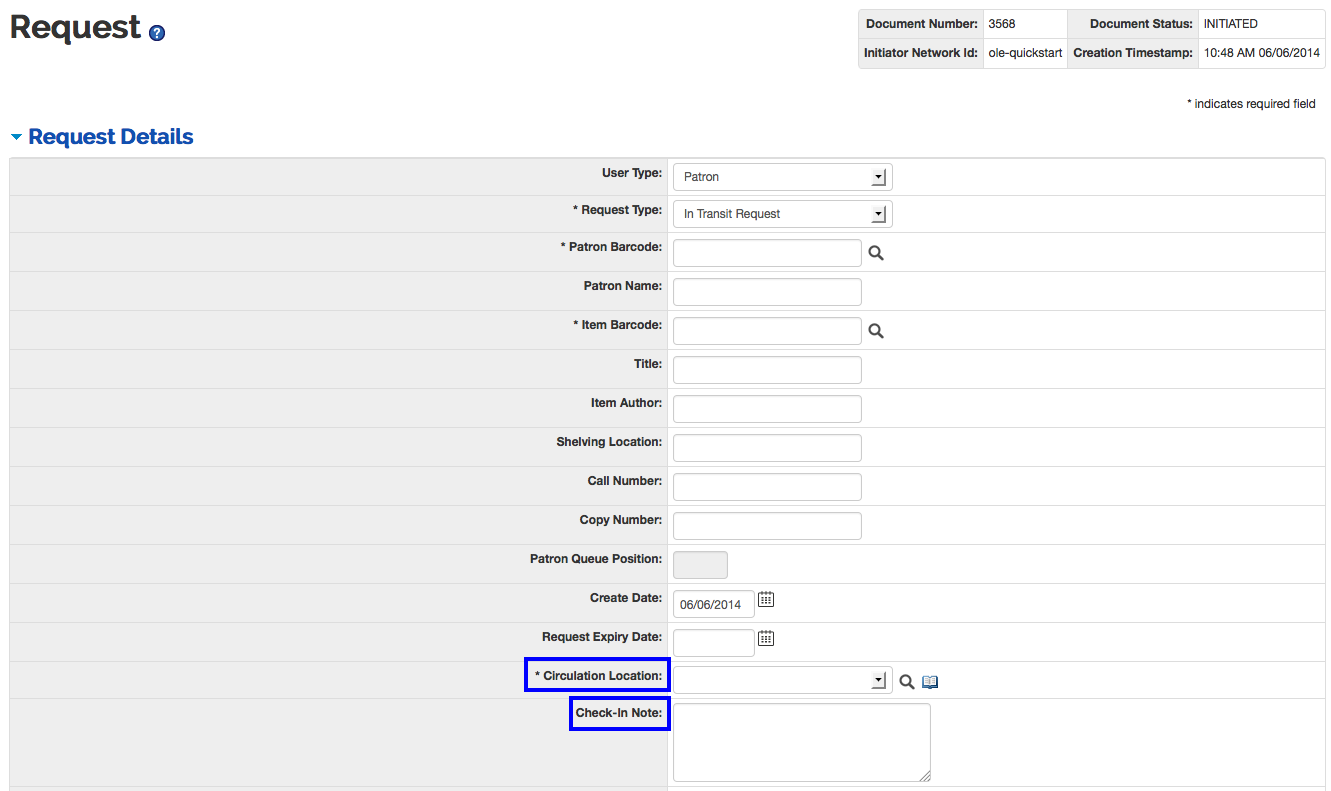 Request ?
Document Number: 3568 Document Status: INITIATED
Initiator Network Id: ole-quickstart Creation Timestamp: 10:48 AM 06/06/2014
* indicates required field
Request Details
User Type: Patron
* Request Type: In Transit Request
* Patron Barcode:
Patron Name:
* Item Barcode:
Title:
Item Author:
Shelving Location:
Call Number:
Copy Number:
Patron Queue Position:
Create Date: 06/06/2014
Request Expiry Date:
* Circulation Location:
Check-In Note: